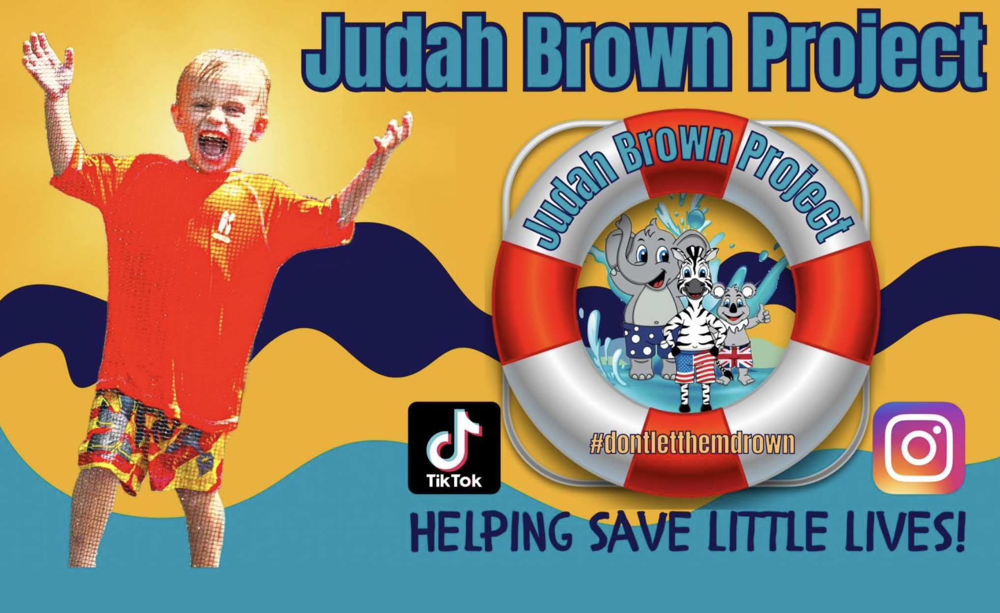 Judah Brown Project
Judah Brown Project
#dontletthemdrown
TikTok
HELPING SAVE LITTLE LIVES!